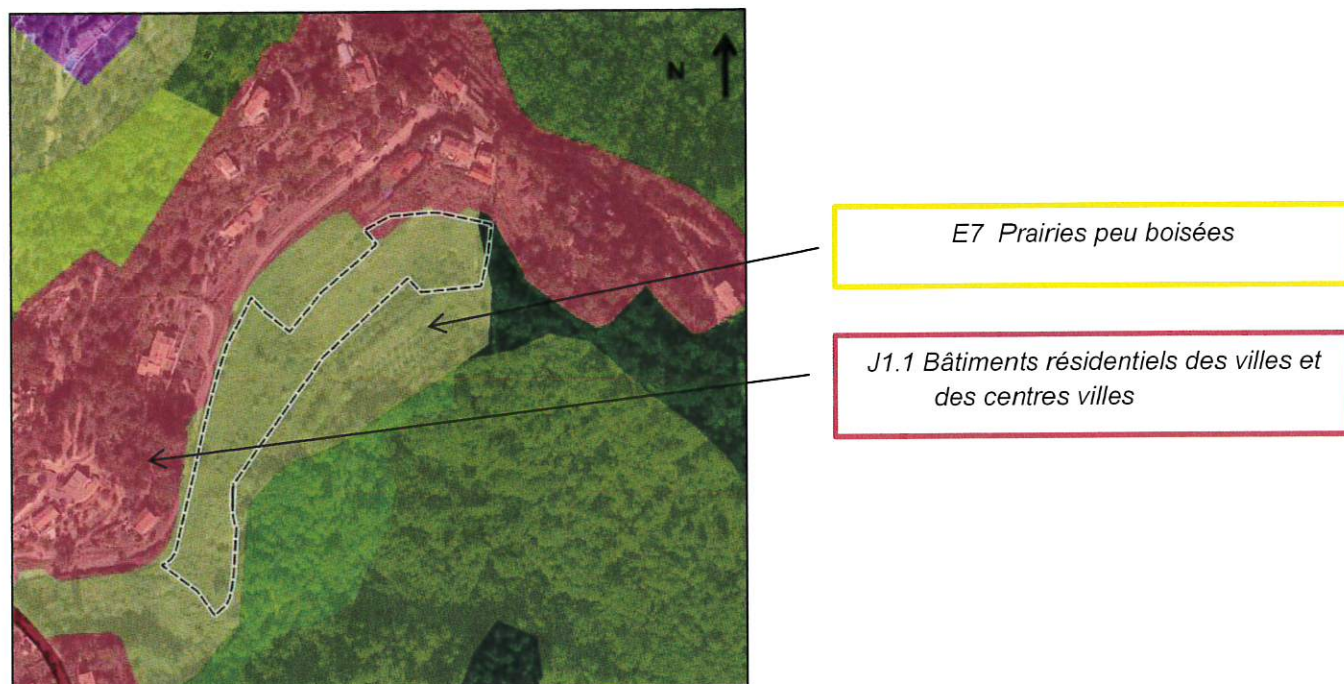 N
E7 Prairies peu boisées
J1.1 Bâtiments résidentiels des villes et
des centres villes